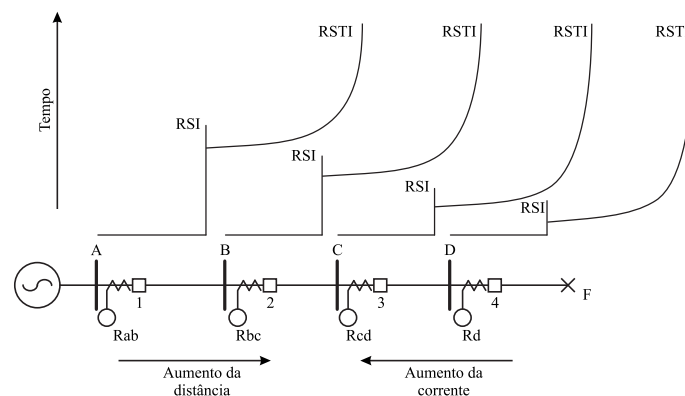 RSTI
RSTI
RSTI
RST
Tempo
RSI
RSI
RSI
RSI
A
B
C
D
1
2
3
4
F
Rab
Rbc
Rcd
Rd
Aumento da
distância
Aumento da
corrente